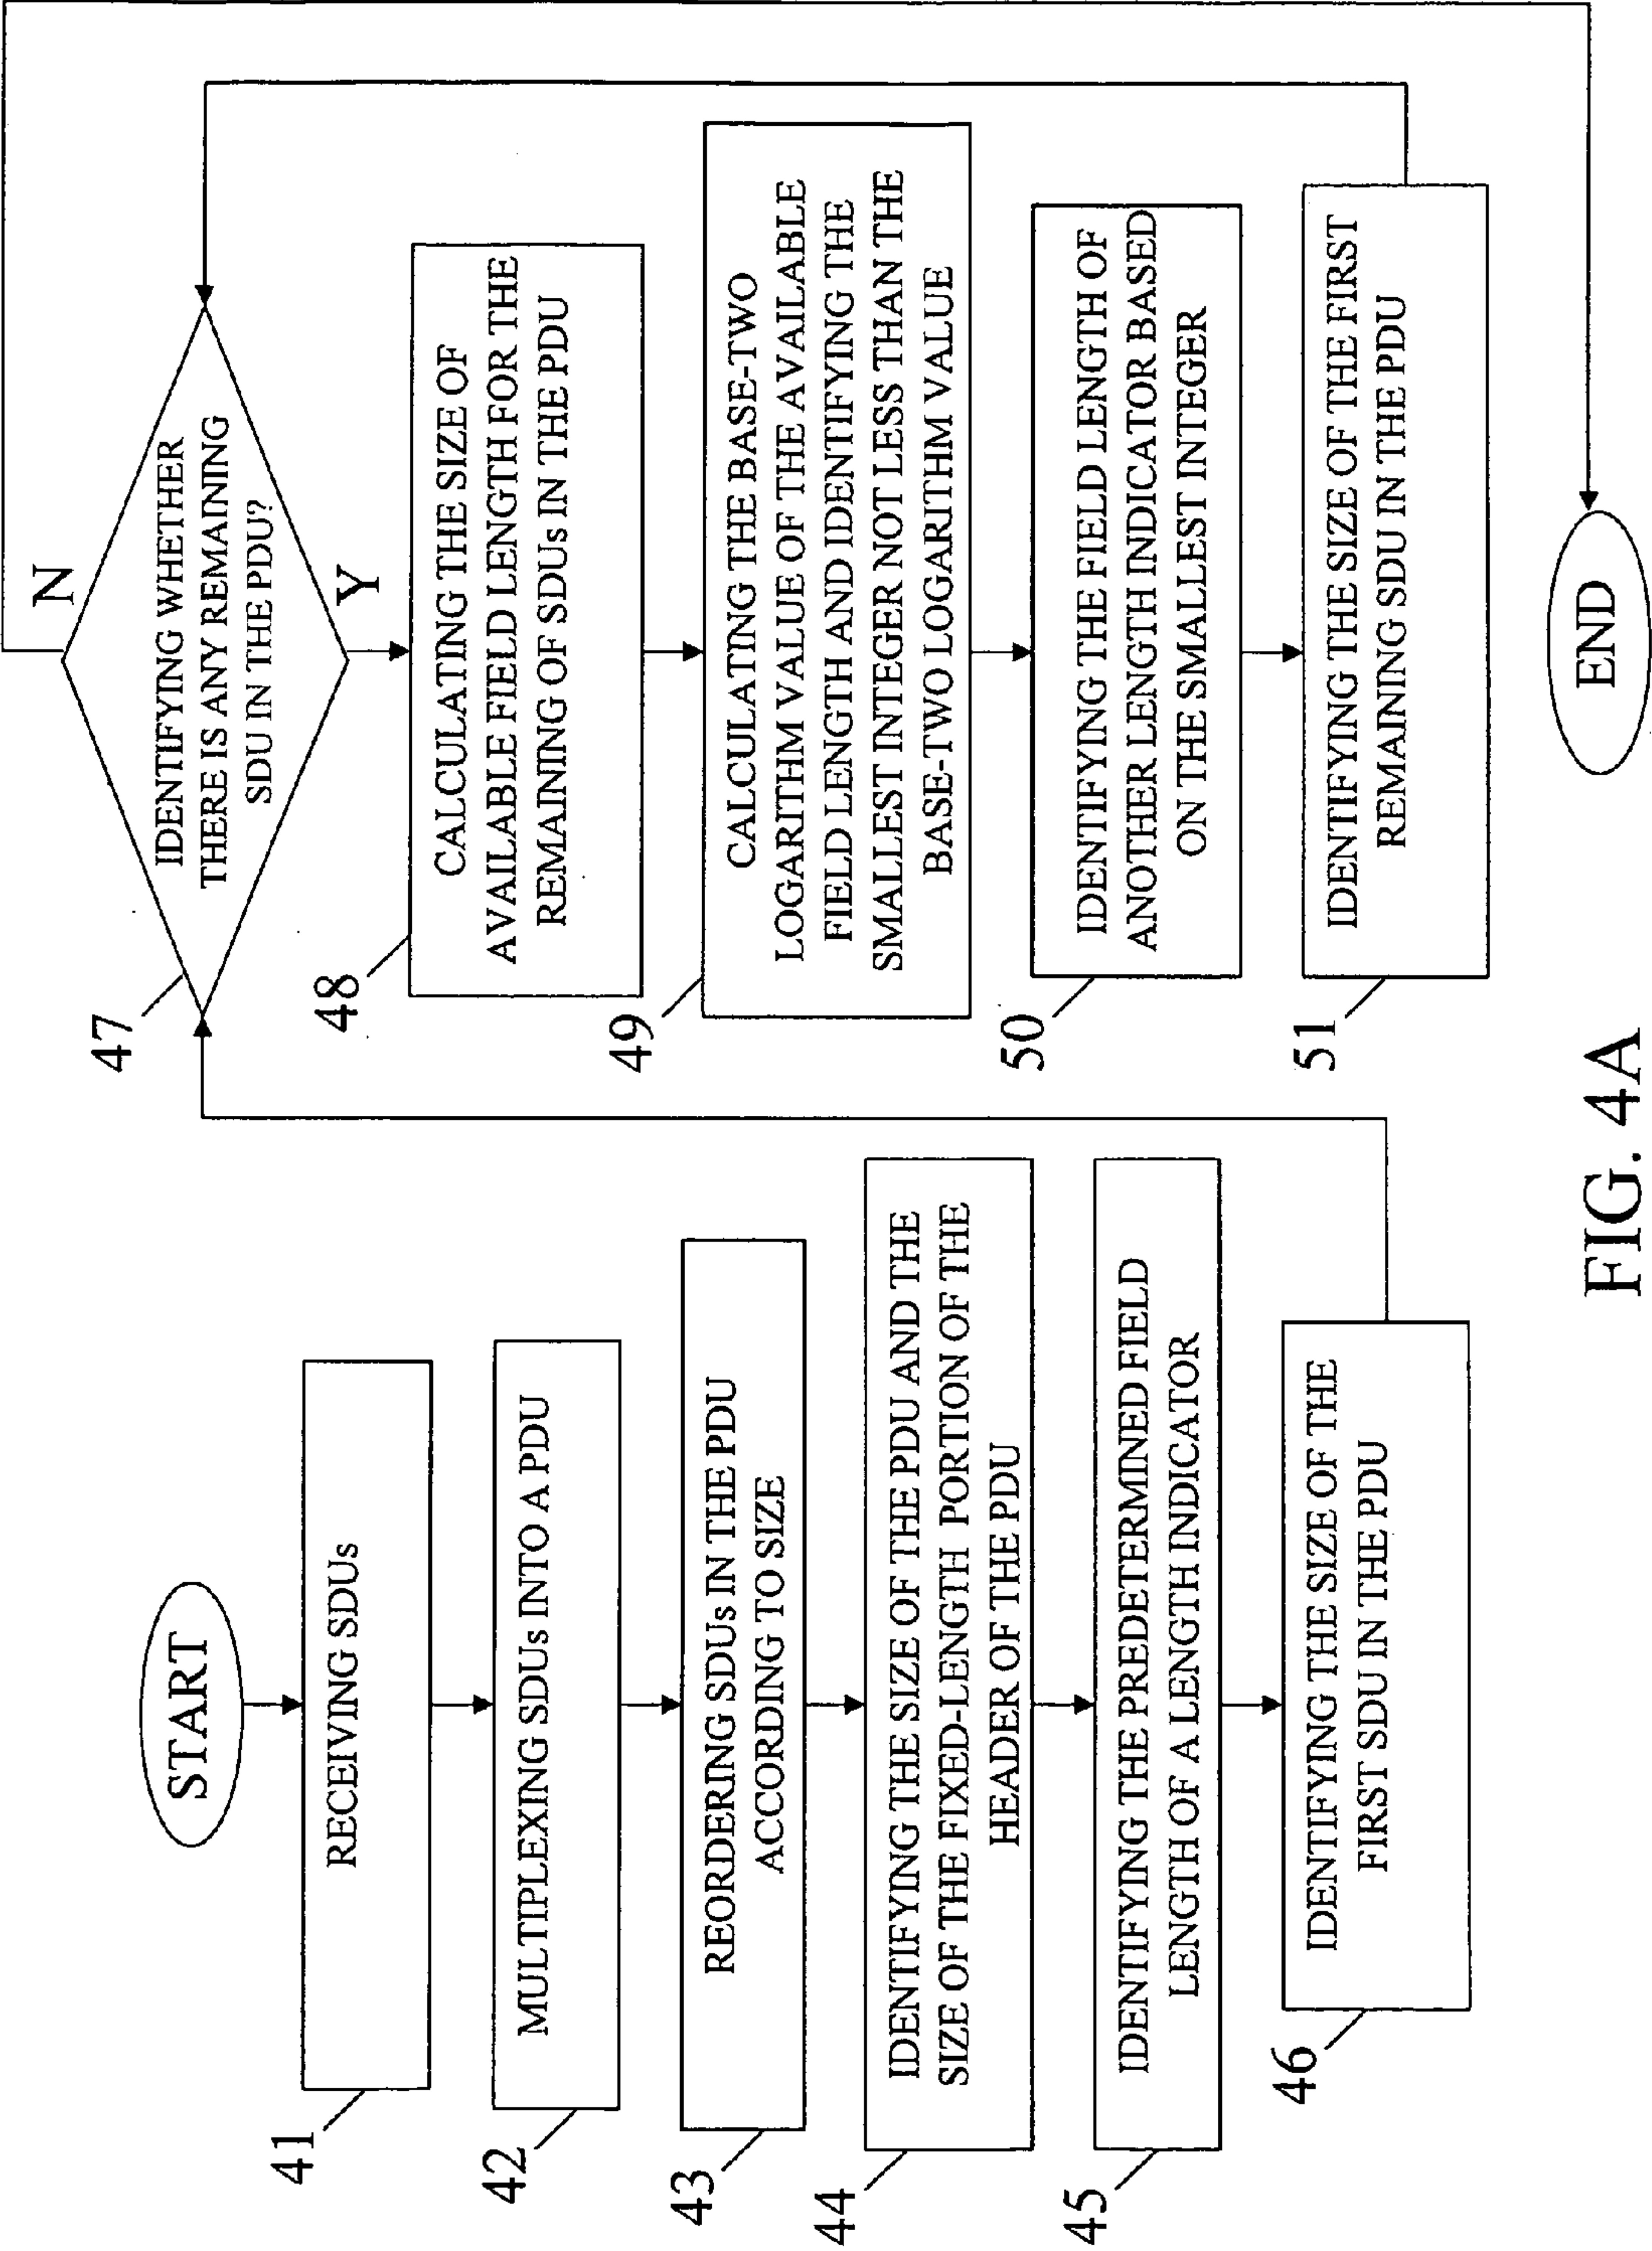 START
RECEIVING SDUs
41
MULTIPLEXING SDUs INTO A PDU
42
REORDERING SDUs IN THE PDU
ACCORDING TO SIZE
43
IDENTIFYING THE SIZE OF THE PDU AND THE
SIZE OF THE FIXED-LENGTH PORTION OF THE
HEADER OF THE PDU
44
IDENTIFYING THE PREDETERMINED FIELD
LENGTH OF A LENGTH INDICATOR
45
IDENTIFYING THE SIZE OF THE
FIRST SDU IN THE PDU
46
N
IDENTIFYING WHETHER
THERE IS ANY REMAINING
SDU IN THE PDU?
47
Y
CALCULATING THE SIZE OF
AVAILABLE FIELD LENGTH FOR THE
REMAINING OF SDUs IN THE PDU
48
CALCULATING THE BASE-TWO
LOGARITHM VALUE OF THE AVAILABLE
FIELD LENGTH AND IDENTIFYING THE
SMALLEST INTEGER NOT LESS THAN THE
BASE-TWO LOGARITHM VALUE
49
IDENTIFYING THE FIELD LENGTH OF
ANOTHER LENGTH INDICATOR BASED
ON THE SMALLEST INTEGER
50
IDENTIFYING THE SIZE OF THE FIRST
REMAINING SDU IN THE PDU
51
END
FIG. 4A